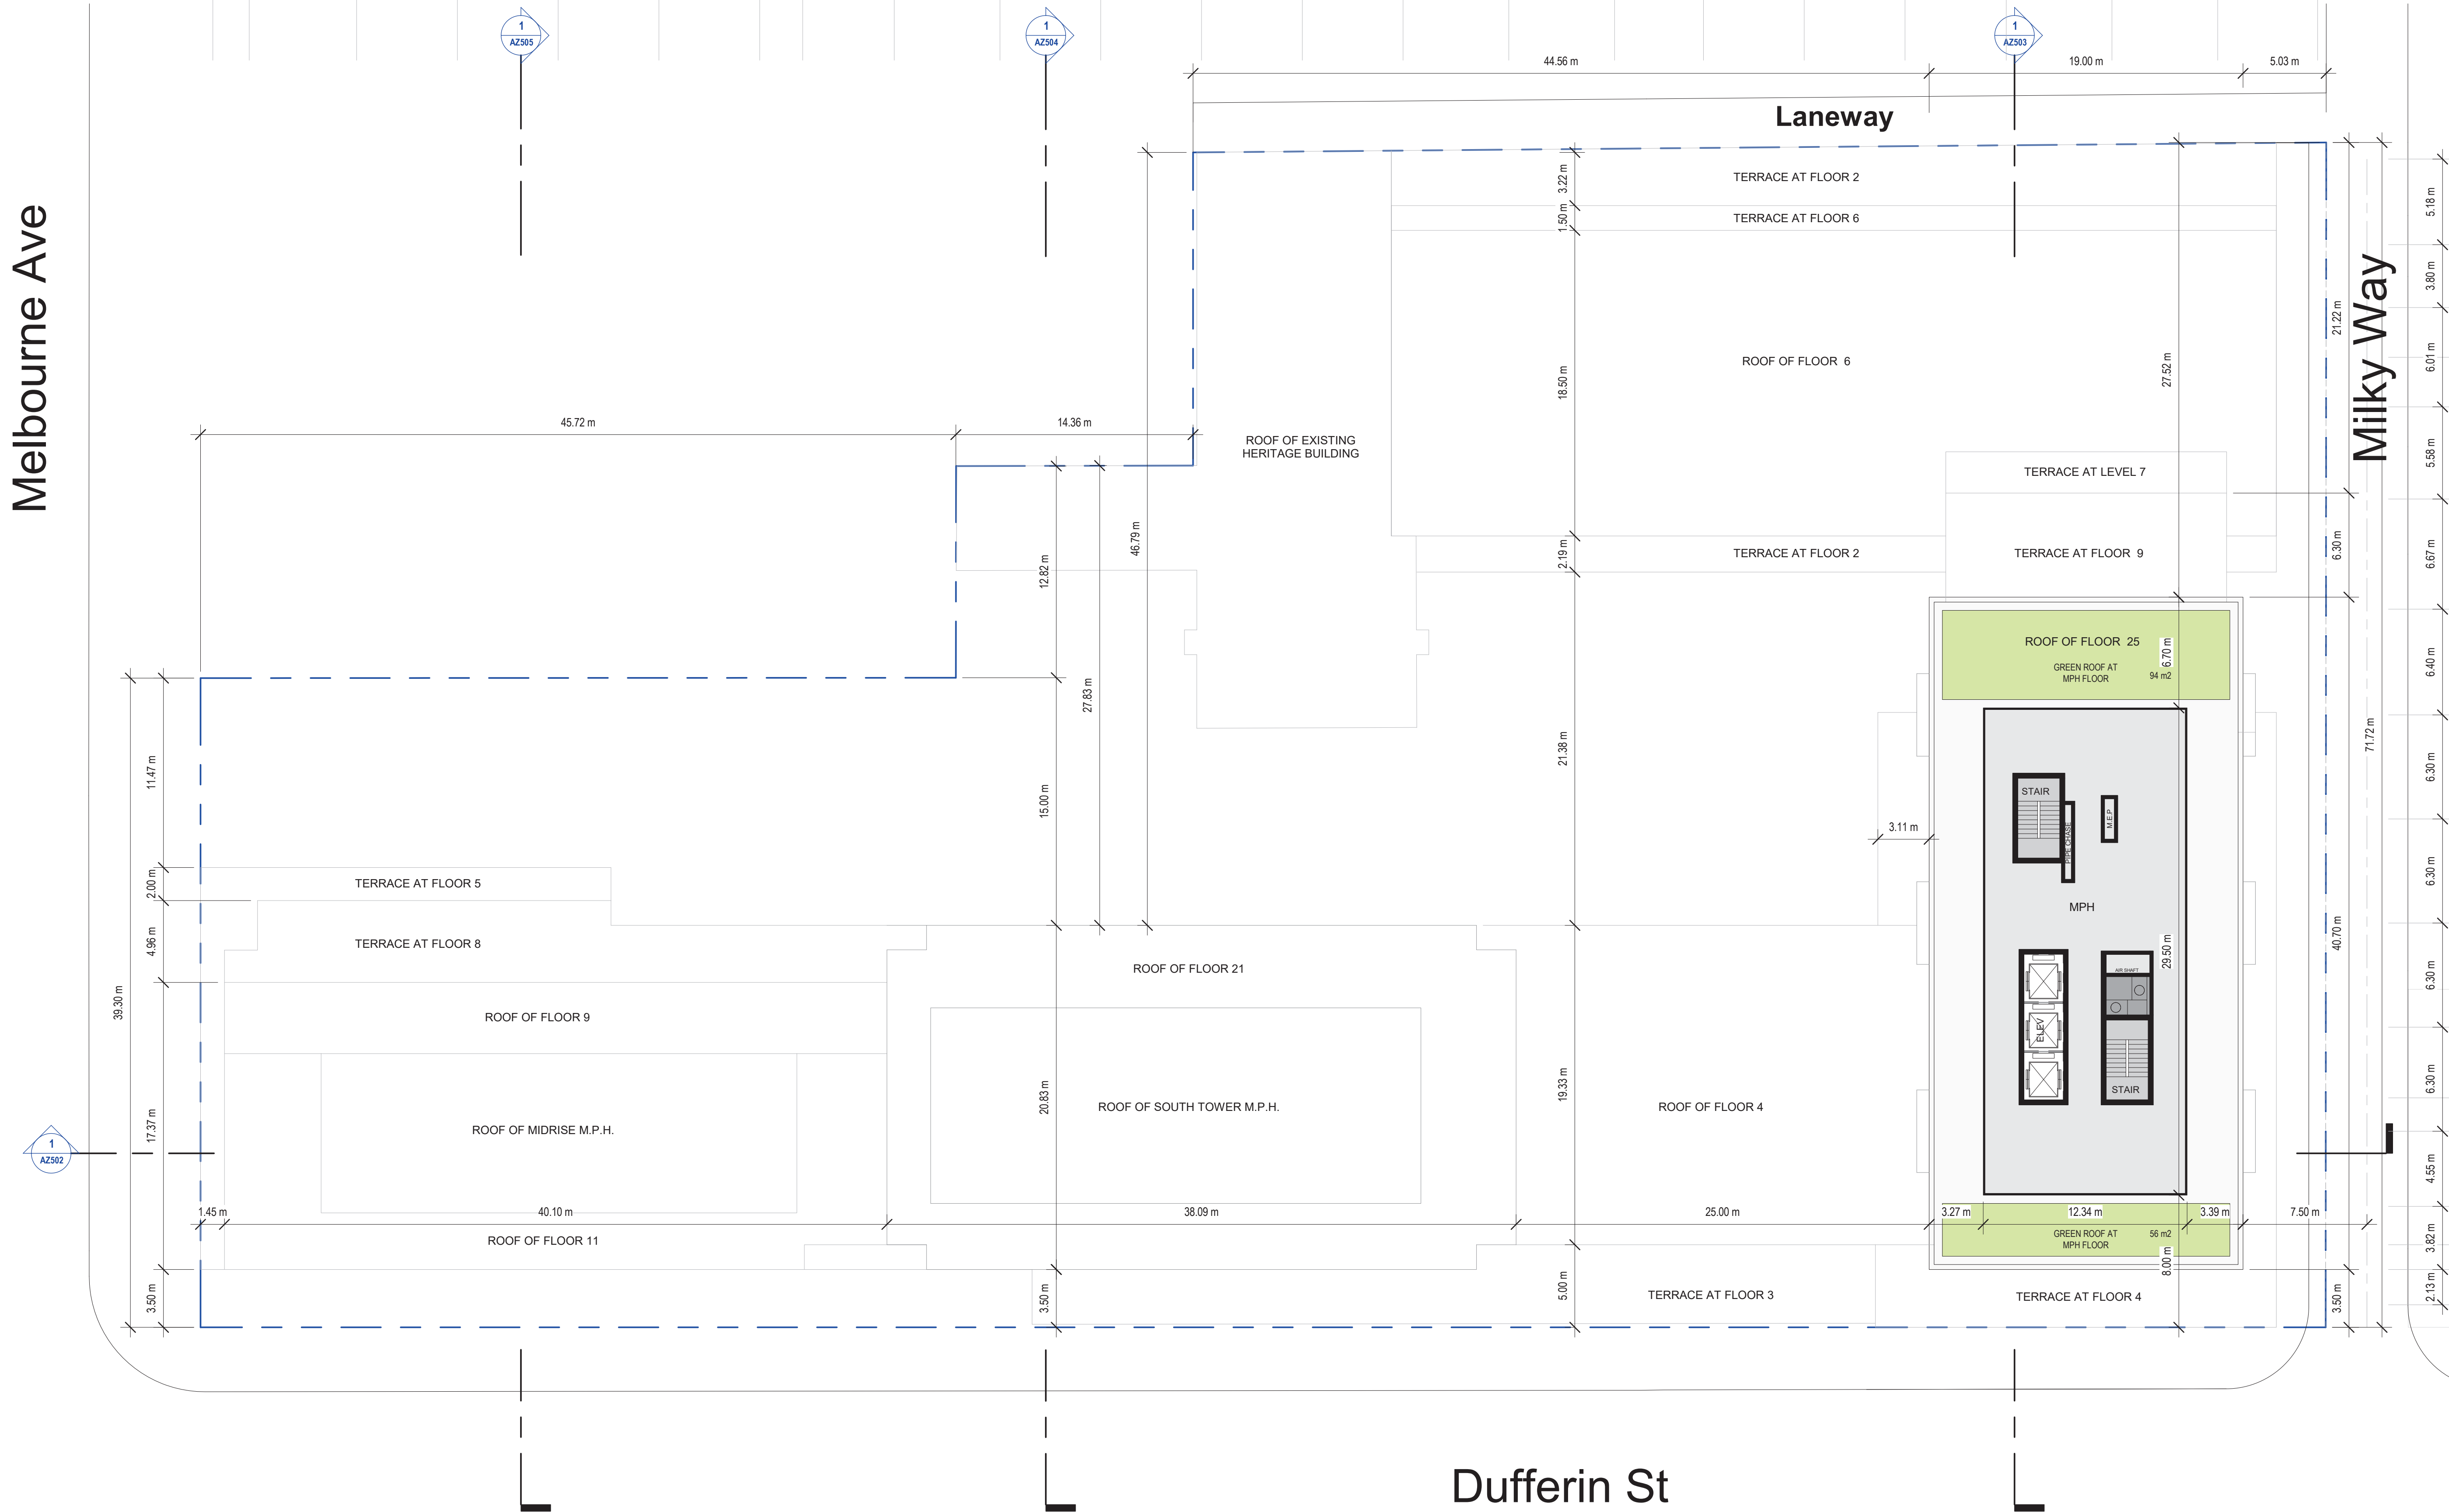 1
AZ505
1
AZ504
1
AZ503
44.56 m
19.00 m
5.03 m
Laneway
Melbourne Ave
Milky Way
TERRACE AT FLOOR 2
TERRACE AT FLOOR 6
3.22 m
1.50 m
18.50 m
ROOF OF FLOOR 6
27.52 m
21.22 m
5.18 m
3.80 m
6.01 m
5.58 m
6.67 m
6.40 m
6.30 m
6.30 m
6.30 m
6.30 m
4.55 m
3.82 m
2.13 m
45.72 m
14.36 m
ROOF OF EXISTING
HERITAGE BUILDING
TERRACE AT LEVEL 7
46.79 m
12.82 m
2.19 m
TERRACE AT FLOOR 2
TERRACE AT FLOOR 9
6.30 m
ROOF OF FLOOR 25
6.70 m
GREEN ROOF AT
MPH FLOOR
94 m2
27.83 m
21.38 m
71.72 m
11.47 m
15.00 m
3.11 m
STAIR
PIPE CHASE
M.E.P
MPH
2.00 m
TERRACE AT FLOOR 5
4.96 m
TERRACE AT FLOOR 8
ROOF OF FLOOR 21
29.50 m
40.70 m
AIR SHAFT
39.30 m
ROOF OF FLOOR 9
ELEV
STAIR
20.83 m
19.33 m
ROOF OF SOUTH TOWER M.P.H.
ROOF OF FLOOR 4
17.37 m
ROOF OF MIDRISE M.P.H.
1
AZ502
1.45 m
40.10 m
38.09 m
25.00 m
3.27 m
12.34 m
3.39 m
7.50 m
ROOF OF FLOOR 11
GREEN ROOF AT
MPH FLOOR
56 m2
8.00 m
3.50 m
3.50 m
5.00 m
TERRACE AT FLOOR 3
TERRACE AT FLOOR 4
3.50 m
Dufferin St